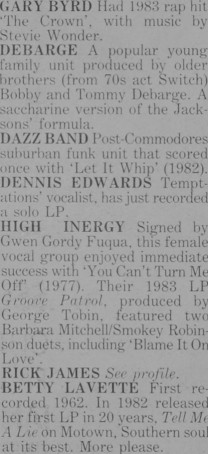 GARY BYRD Had 1983 rap hit
'The Crown', with music by
Stevie Wonder.
DEBARGE A popular young
family unit produced by older
brothers (from 70s act Switch)
Bobby and Tommy Debarge. A
saccharine version of the Jack-
sons' formula.
DAZZ BAND Post-Commodores
suburban funk unit that scored
once with 'Let It Whip' (1982).
DENNIS EDWARDS Tempt-
ations' vocalist, has just recorded
a solo LP.
HIGH INERGY Signed by
Gwen Gordy Fuqua, this female
vocal group enjoyed immediate
success with 'You Can't Turn Me
Off' (1977). Their 1983 LP
Groove Patrol, produced by
George Tobin, featured two
Barbara Mitchell/Smokey Robin-
son duets, including 'Blame It On
Love'.
RICK JAMES See profile.
BETTY LAVETTE First re-
corded 1962. In 1982 released
her first LP in 20 years, Tell Me
A Lie on Motown, Southern soul
at its best. More please.